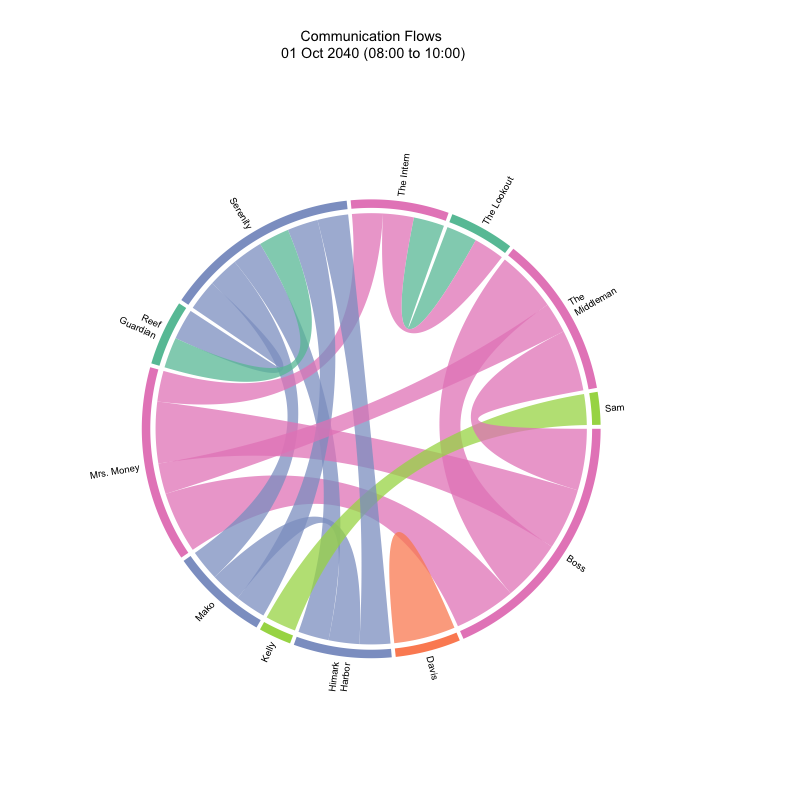 Communication Flows
01 Oct 2040 (08:00 to 10:00)
The Intern
The Lookout
Serenity
The
Middleman
Reef
Guardian
Sam
Mrs. Money
Boss
Mako
Kelly
Himark
Harbor
Davis